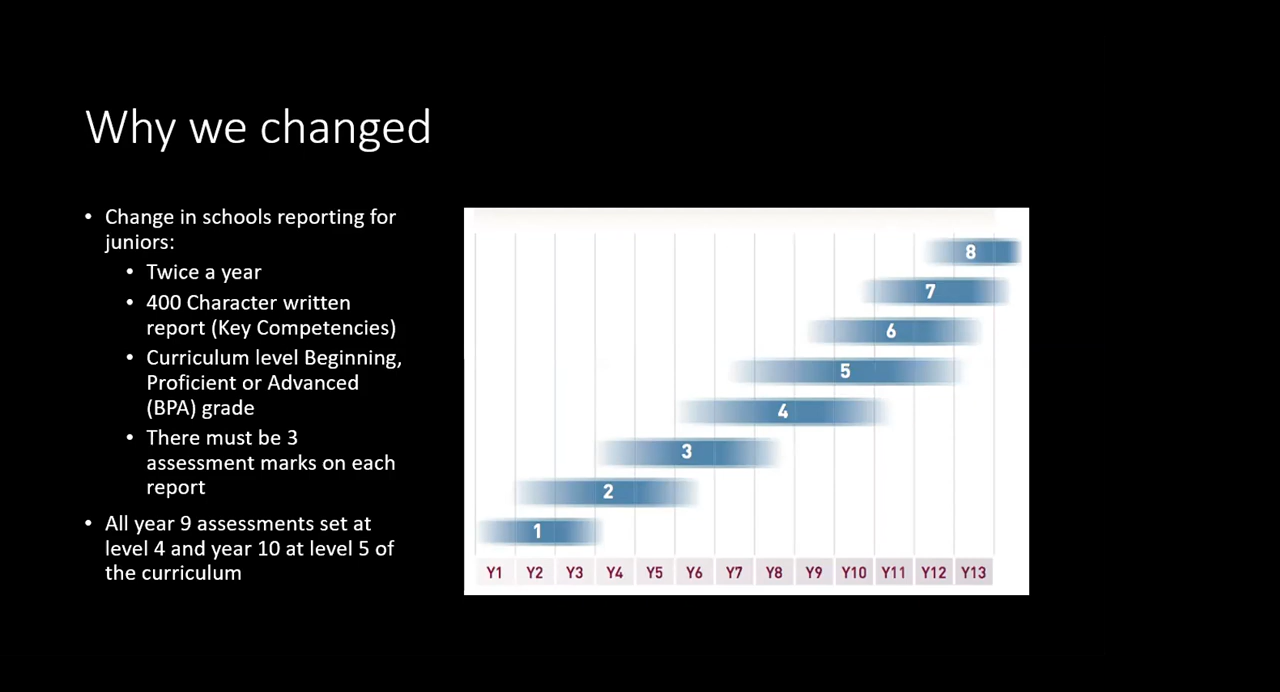 Why we changed
• Change in schools reporting for
juniors:
• Twice a year
• 400 Character written
report (Key Competencies)
• Curriculum level Beginning,
Proficient or Advanced
(BPA) grade
• There must be 3
assessment marks on each
report
• All year 9 assessments set at
level 4 and year 10 at level 5 of
the curriculum
8
7
6
5
4
3
2
1
Y1 Y2 Y3 Y4 Y5 Y6 Y7 Y8 Y9 Y10 Y11 Y12 Y13